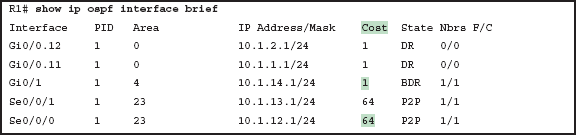 R1# show ip ospf interface brief
Interface PID Area IP Address/Mask Cost State Nbrs F/C
Gi0/0.12 1 0 10.1.2.1/24 1 DR 0/0
Gi0/0.11 1 0 10.1.1.1/24 1 DR 0/0
Gi0/1 1 4 10.1.14.1/24 1 BDR 1/1
Se0/0/1 1 23 10.1.13.1/24 64 P2P 1/1
Se0/0/0 1 23 10.1.12.1/24 64 P2P 1/1